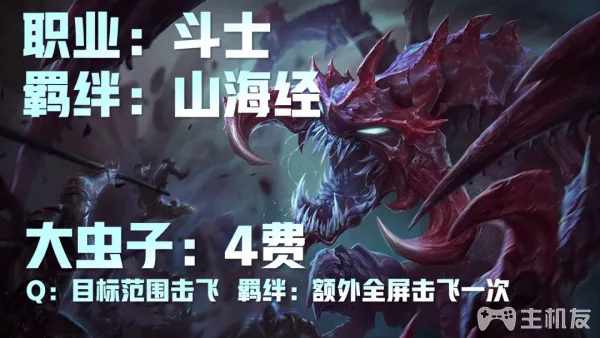 职业：斗士
羁绊：山海经
大虫子：4费
Q：目标范围击飞 羁绊：额外全屏击飞一次
主机友